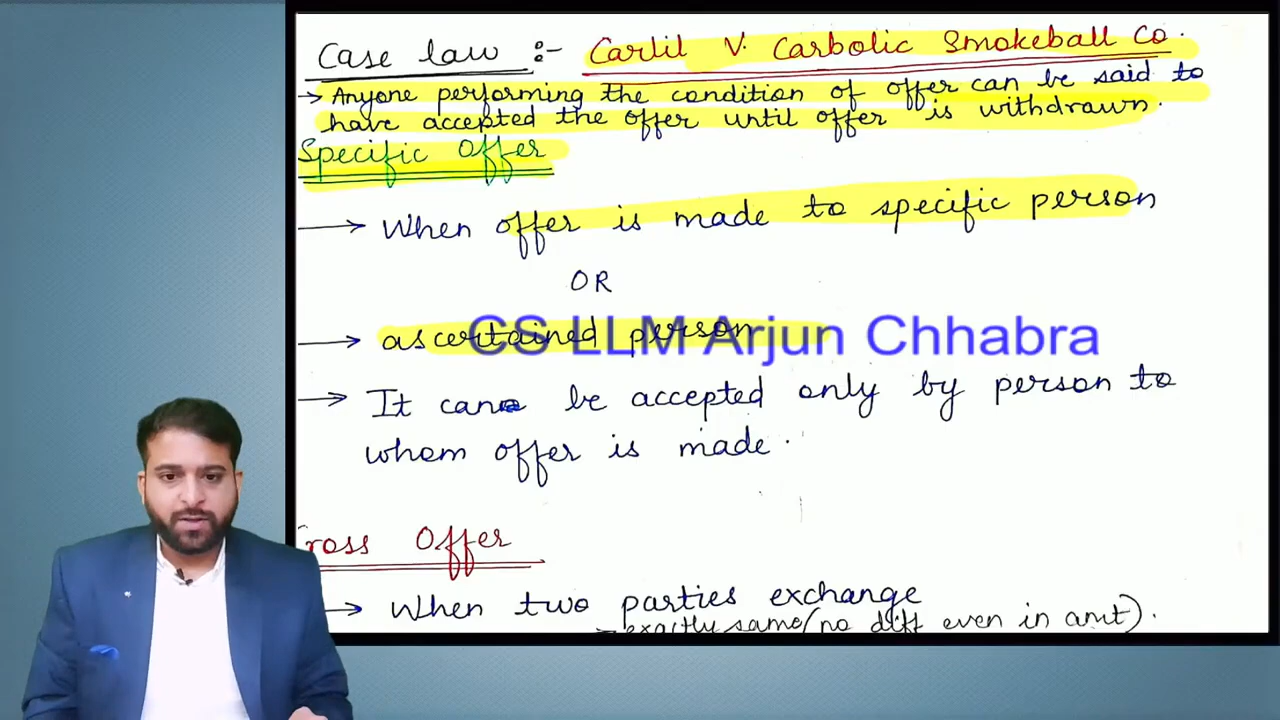 Case law :- Carlil V. Carbolic Smokeball Co.
→ Anyone performing the condition of offer can be said to
have accepted the offer until offer is withdrawn.
Specific Offer
→ When offer is made to specific person
OR
→ ascertained person
CS LLM Arjun Chhabra
→ It can be accepted only by person to
whom offer is made.
ross Offer
→ When two parties exchange
exactly same (no diff even in amt).